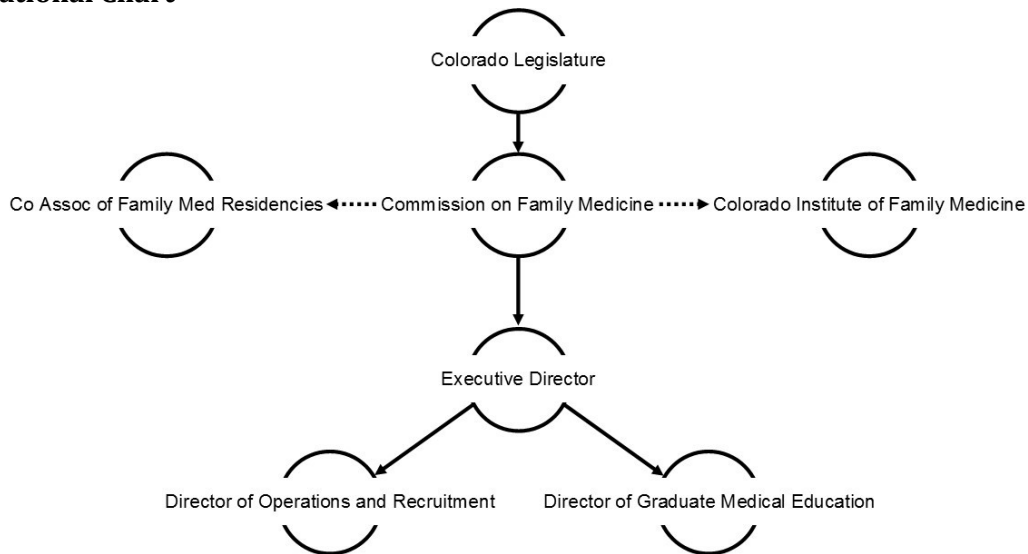 Colorado Legislature
Co Assoc of Family Med Residencies Commission on Family Medicine Colorado Institute of Family Medicine
Executive Director
Director of Operations and Recruitment Director of Graduate Medical Education